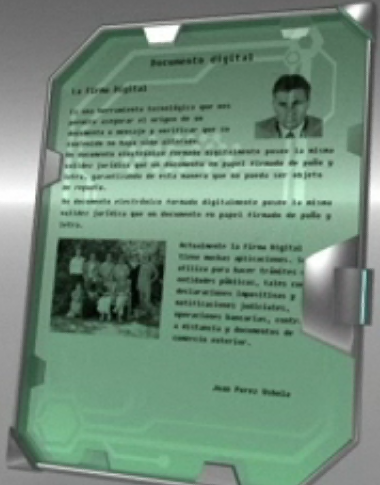 Documento digital
La Firma Digital
Es una herramienta tecnológica que nos
permite asegurar el origen de un
documento o mensaje y verificar que su
contenido no haya sido alterado.
Un documento electrónico firmado digitalmente posee la misma
validez jurídica que un documento en papel firmado de puño y
letra, garantizando de esta manera que no pueda ser objeto
de repudio.
Un documento electrónico firmado digitalmente posee la misma
validez jurídica que un documento en papel firmado de puño y
letra.
Actualmente la Firma Digital
tiene muchas aplicaciones. Se
utiliza para hacer trámites
entidades públicas, tales como
declaraciones impositivas y
notificaciones judiciales,
operaciones bancarias,
a distancia y documentos de
comercio exterior.
Juan Perez